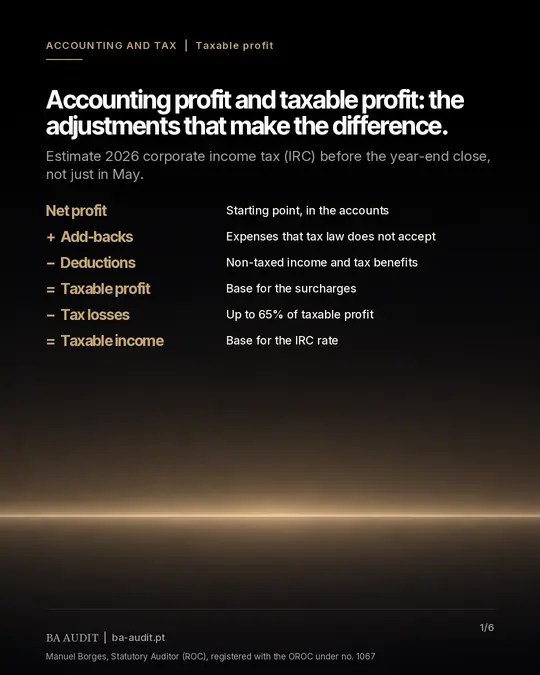 ACCOUNTING AND TAX | Taxable profit
Accounting profit and taxable profit: the
adjustments that make the difference.
Estimate 2026 corporate income tax (IRC) before the year-end close,
not just in May.
Net profit Starting point, in the accounts
+ Add-backs Expenses that tax law does not accept
– Deductions Non-taxed income and tax benefits
= Taxable profit Base for the surcharges
– Tax losses Up to 65% of taxable profit
= Taxable income Base for the IRC rate
1/6
BA AUDIT | ba-audit.pt
Manuel Borges, Statutory Auditor (ROC), registered with the OROC under no. 1067